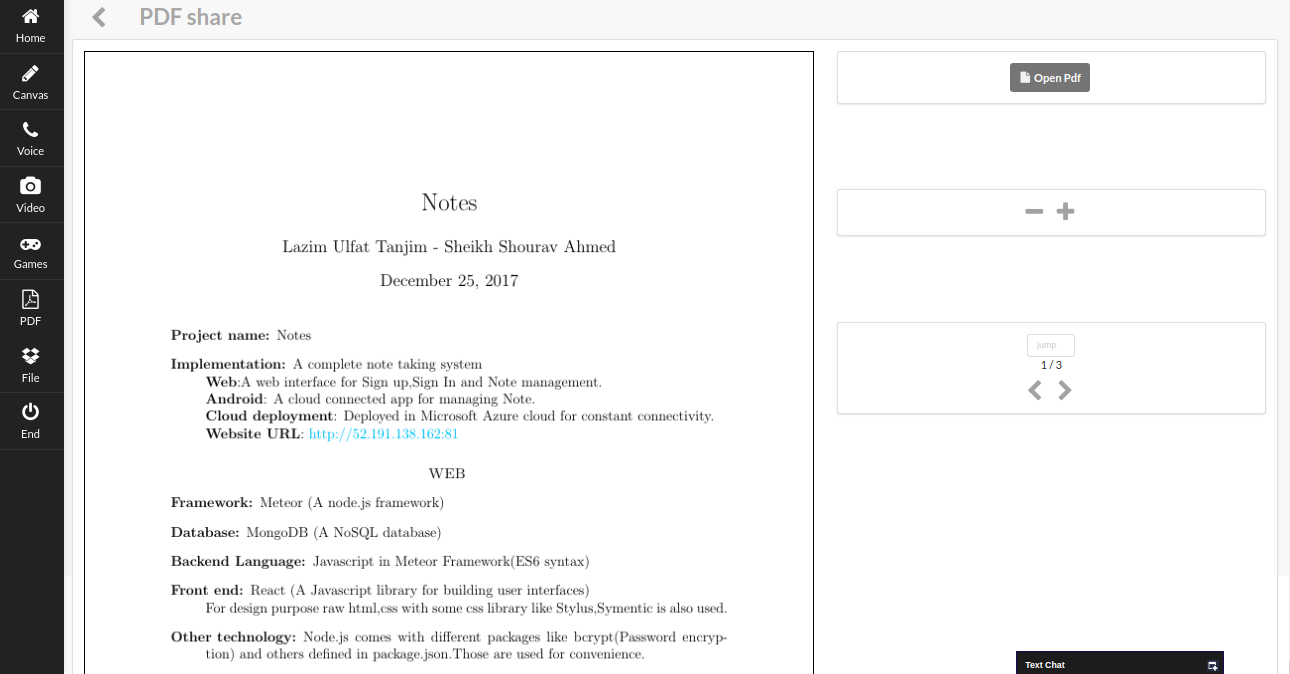 Home
Canvas
Voice
Video
Games
PDF
File
End
PDF share
Notes
Lazim Ulfat Tanjim - Sheikh Shourav Ahmed
December 25, 2017
Project name: Notes
Implementation: A complete note taking system
Web:A web interface for Sign up,Sign In and Note management.
Android: A cloud connected app for managing Note.
Cloud deployment: Deployed in Microsoft Azure cloud for constant connectivity.
Website URL: http://52.191.138.162:81
WEB
Framework: Meteor (A node.js framework)
Database: MongoDB (A NoSQL database)
Backend Language: Javascript in Meteor Framework(ES6 syntax)
Front end: React (A Javascript library for building user interfaces)
For design purpose raw html,css with some css library like Stylus,Symentic is also used.
Other technology: Node.js comes with different packages like bcrypt(Password encryp-
tion) and others defined in package.json.Those are used for convenience.
Open Pdf
jump
1 / 3
Text Chat